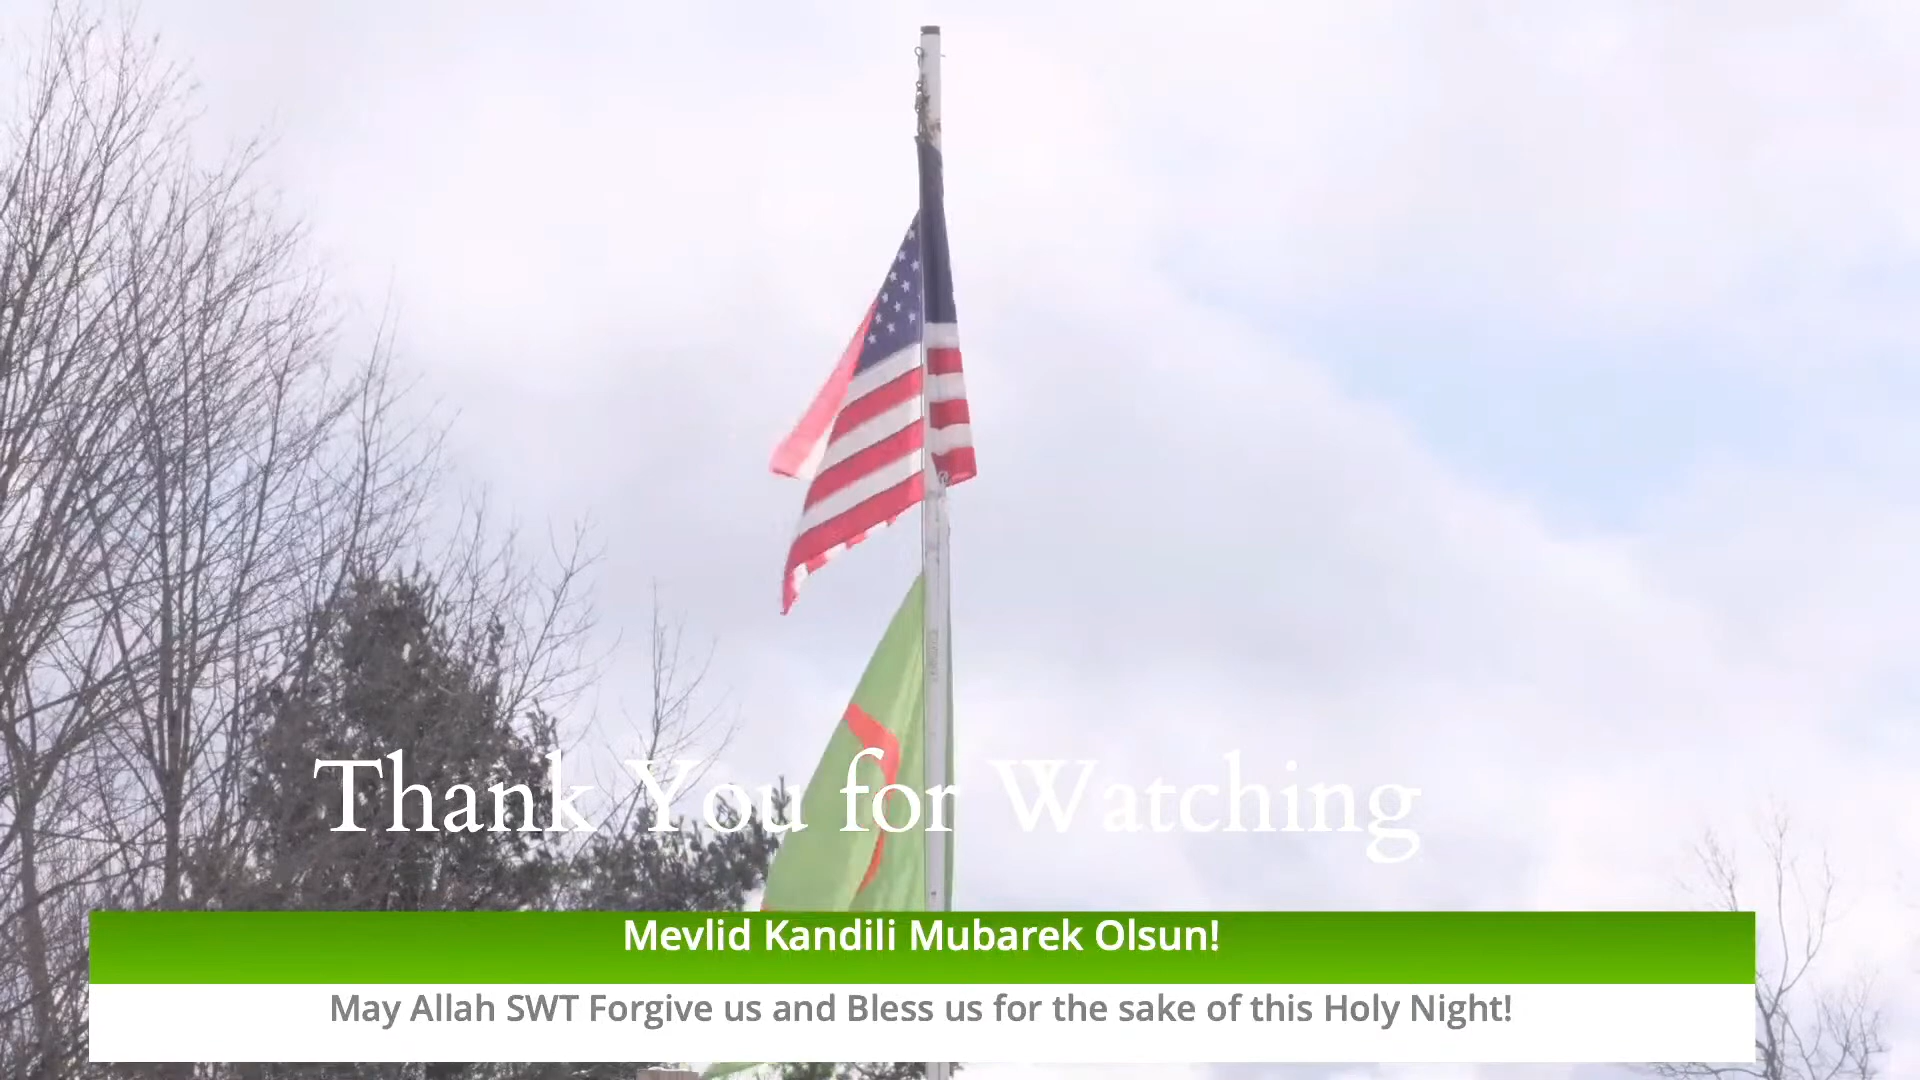 Thank You for Watching
Mevlid Kandili Mubarek Olsun!
May Allah SWT Forgive us and Bless us for the sake of this Holy Night!